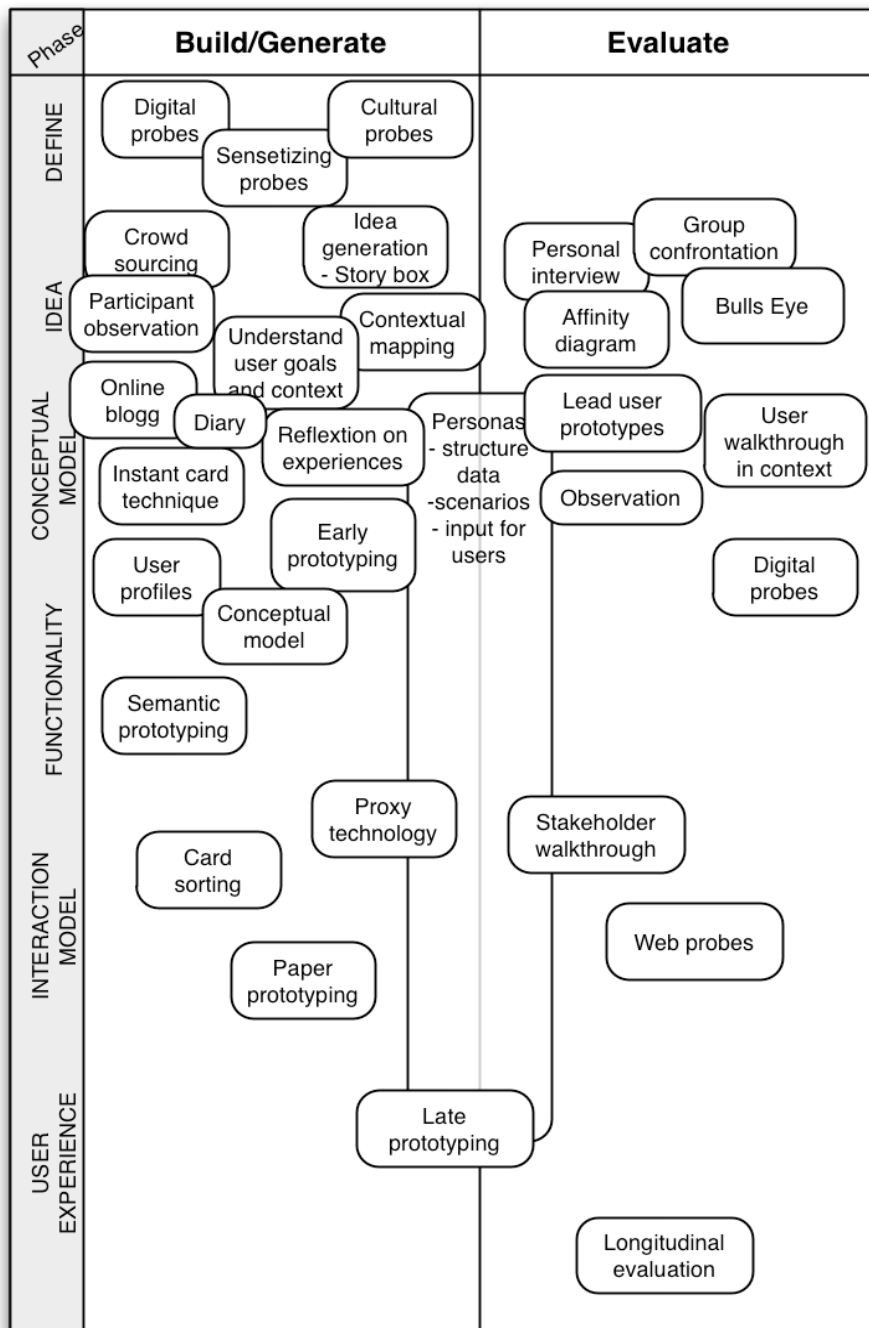 Phase
Build/Generate
Evaluate
DEFINE
Digital
probes
Cultural
probes
Sensetizing
probes
IDEA
Crowd
sourcing
Idea
generation
- Story box
Personal
interview
Group
confrontation
Participant
observation
Understand
user goals
and context
Contextual
mapping
Affinity
diagram
Bulls Eye
CONCEPTUAL
MODEL
Online
blogg
Diary
Reflextion on
experiences
Personas
- structure
data
-scenarios
- input for
users
Lead user
prototypes
User
walkthrough
in context
Instant card
technique
Observation
Early
prototyping
FUNCTIONALITY
User
profiles
Digital
probes
Conceptual
model
Semantic
prototyping
INTERACTION
MODEL
Proxy
technology
Stakeholder
walkthrough
Card
sorting
Web probes
Paper
prototyping
USER
EXPERIENCE
Late
prototyping
Longitudinal
evaluation